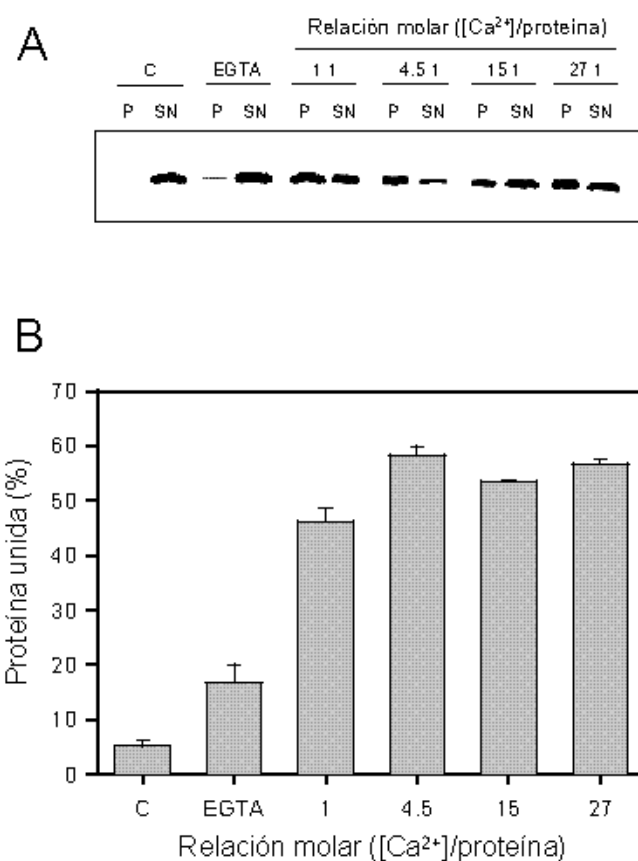 A
Relación molar ([Ca²⁺]/proteína)
C EGTA 1 1 4.5 1 15 1 27 1
P SN P SN P SN P SN P SN P SN
B
Proteína unida (%)
70
60
50
40
30
20
10
0
C EGTA 1 4.5 15 27
Relación molar ([Ca²⁺]/proteína)